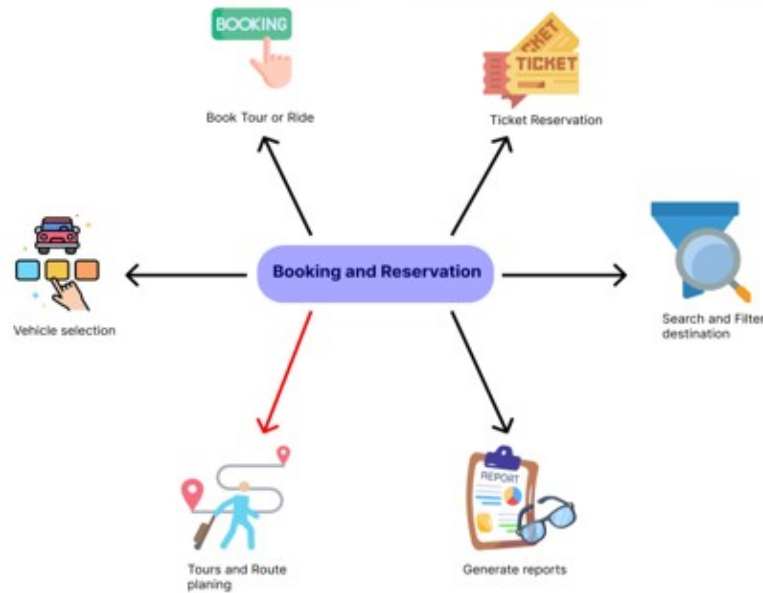 BOOKING
Book Tour or Ride
TICKET
TICKET
Ticket Reservation
Booking and Reservation
Vehicle selection
Search and Filter
destination
REPORT
Tours and Route
planing
Generate reports